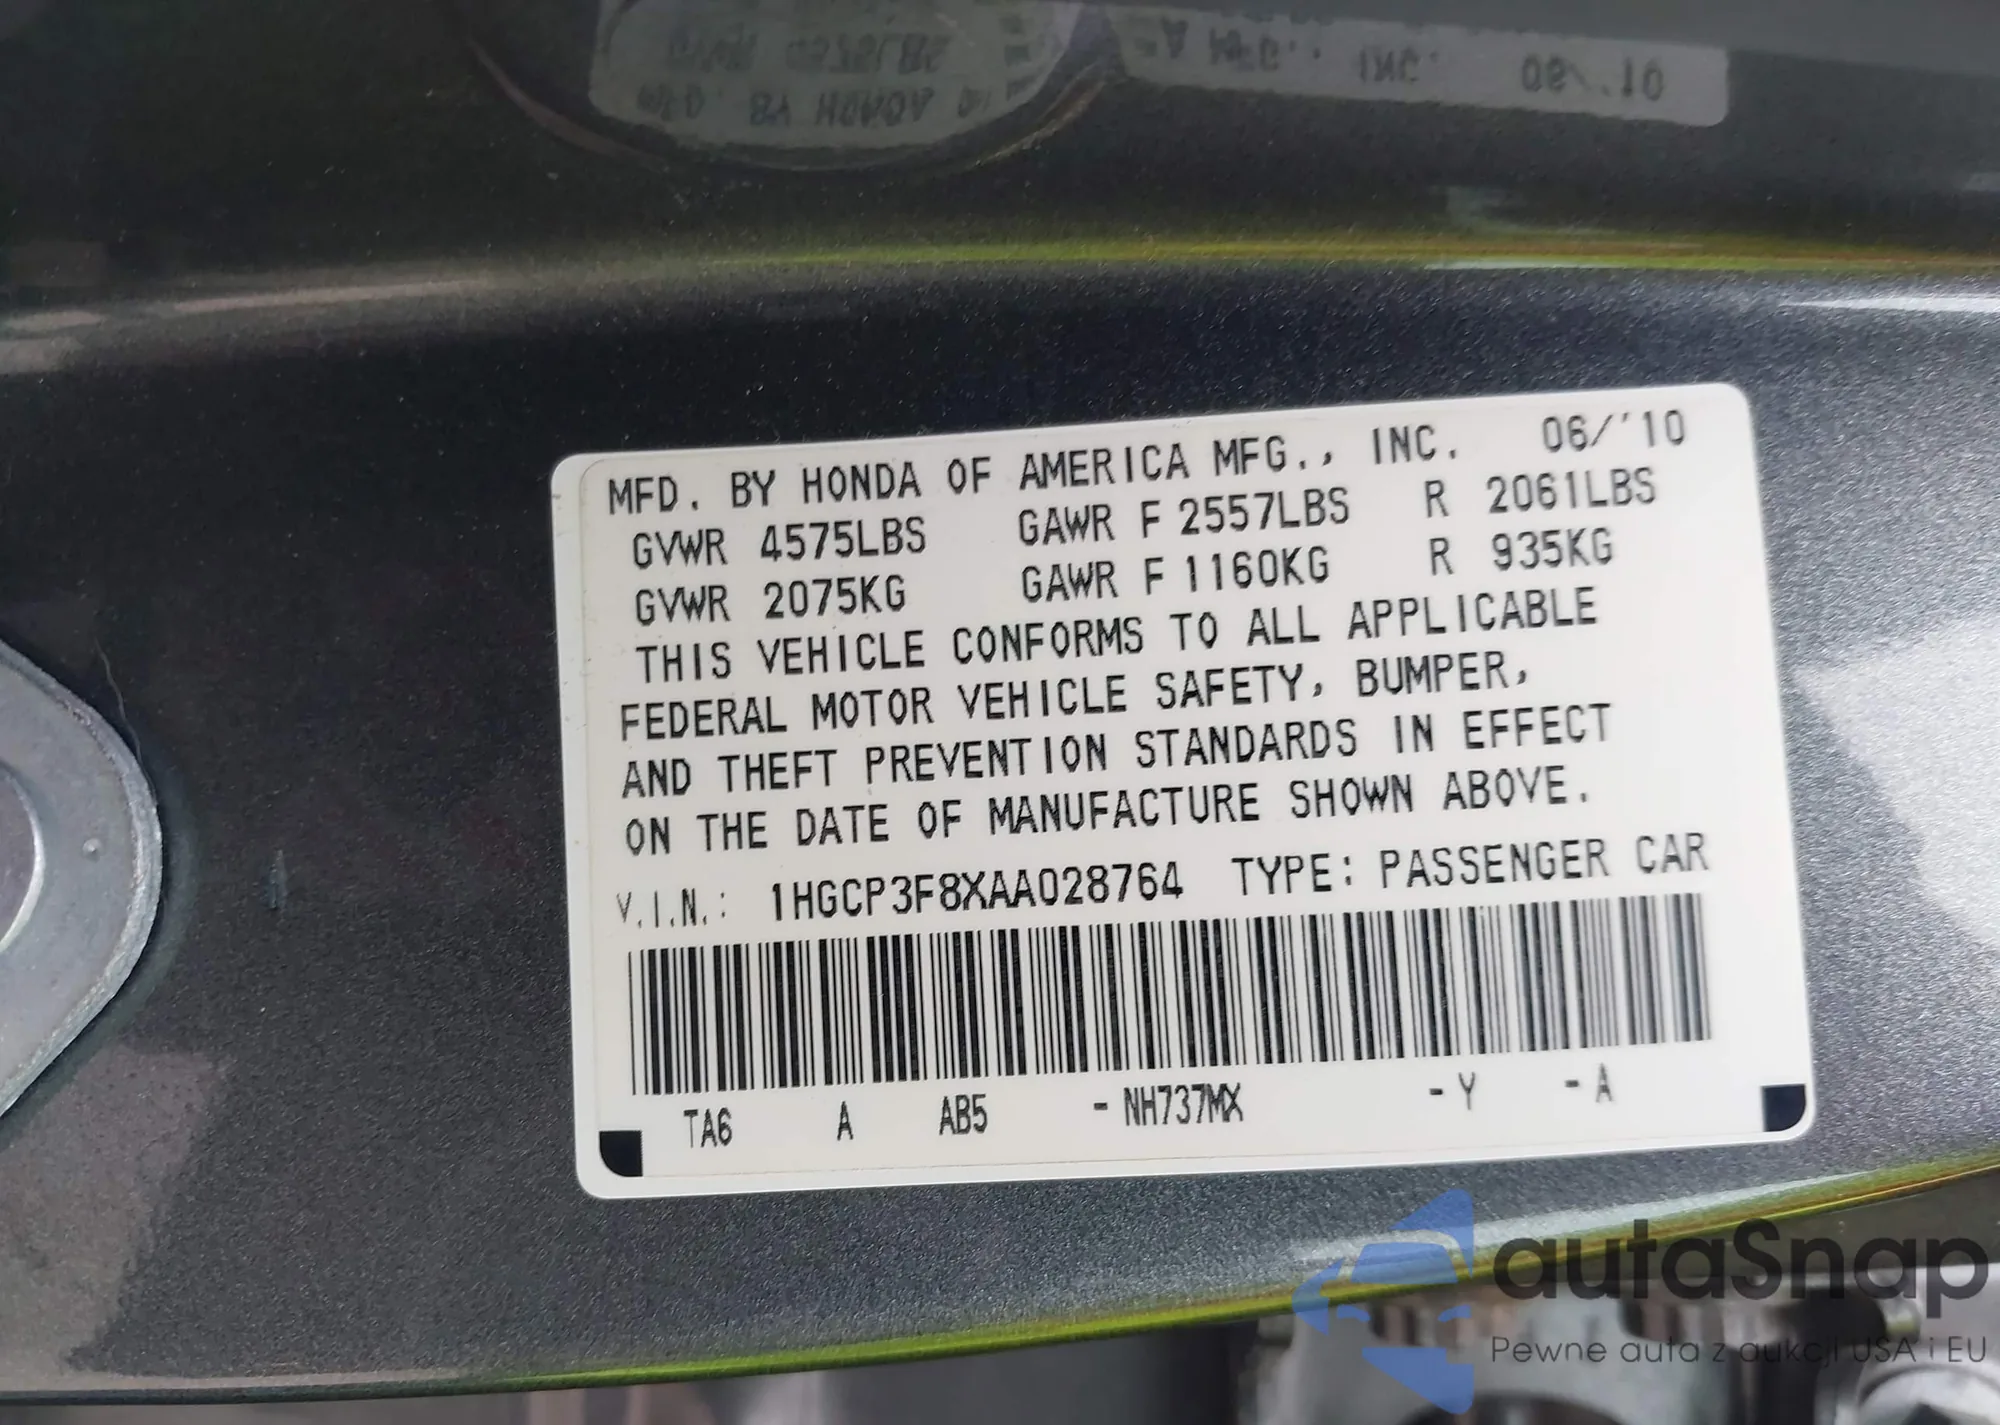 MFD. BY HONDA OF AMERICA MFG., INC. 06/'10
GVWR 4575LBS GAWR F 2557LBS R 2061LBS
GVWR 2075KG GAWR F 1160KG R 935KG
THIS VEHICLE CONFORMS TO ALL APPLICABLE
FEDERAL MOTOR VEHICLE SAFETY, BUMPER,
AND THEFT PREVENTION STANDARDS IN EFFECT
ON THE DATE OF MANUFACTURE SHOWN ABOVE.
V.I.N.: 1HGCP3F8XAA028764 TYPE: PASSENGER CAR
TA6 A AB5 - NH737MX - Y - A
autaSnap
Pewne auta z aukcji USA i EU